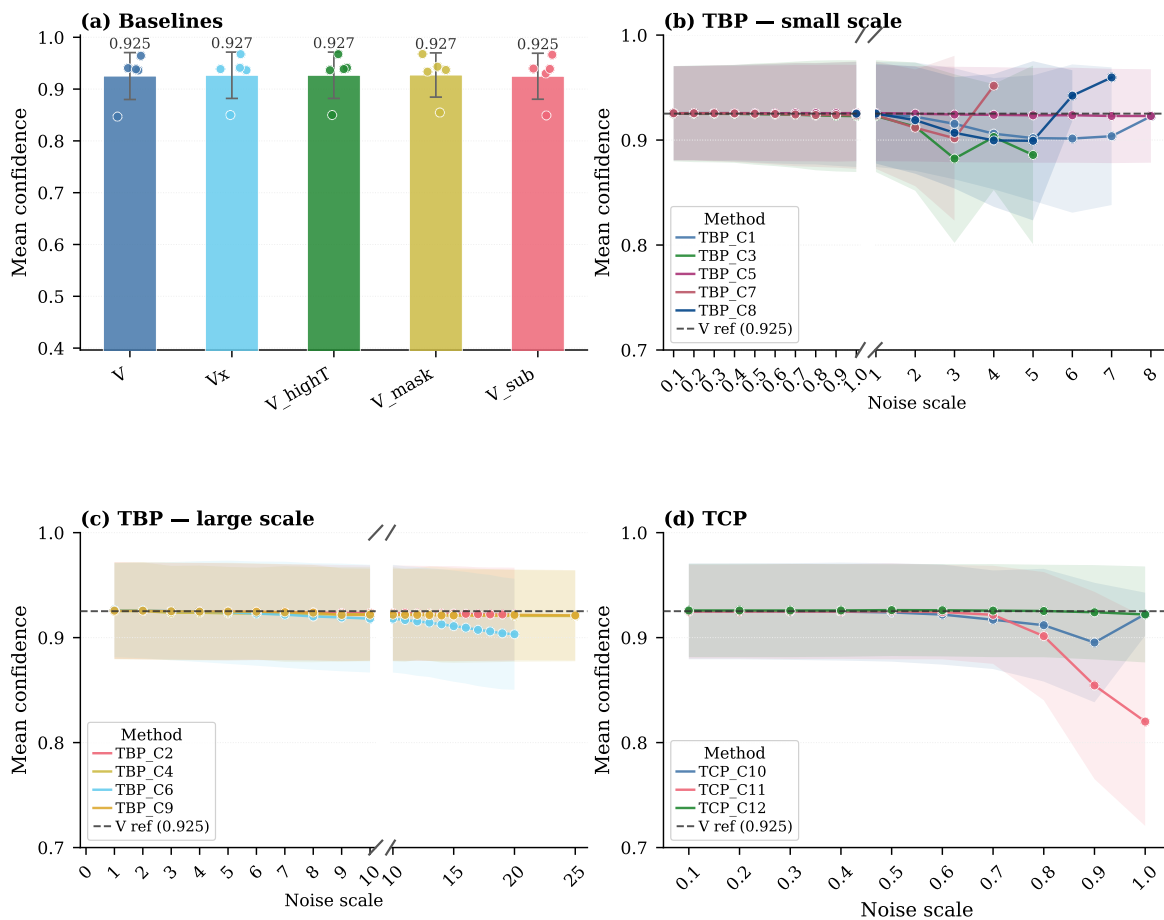 (a) Baselines
Mean confidence
1.0
0.9
0.8
0.7
0.6
0.5
0.4
0.925
0.927
0.927
0.927
0.925
V
Vx
V_highT
V_mask
V_sub
(b) TBP — small scale
Mean confidence
1.0
0.9
0.8
0.7
Method
TBP_C1
TBP_C3
TBP_C5
TBP_C7
TBP_C8
V ref (0.925)
0.1 0.2 0.3 0.4 0.5 0.6 0.7 0.8 0.9 1.0 1 2 3 4 5 6 7 8
Noise scale
(c) TBP — large scale
Mean confidence
1.0
0.9
0.8
0.7
Method
TBP_C2
TBP_C4
TBP_C6
TBP_C9
V ref (0.925)
0 1 2 3 4 5 6 7 8 9 10 10 15 20 25
Noise scale
(d) TCP
Mean confidence
1.0
0.9
0.8
0.7
Method
TCP_C10
TCP_C11
TCP_C12
V ref (0.925)
0.1 0.2 0.3 0.4 0.5 0.6 0.7 0.8 0.9 1.0
Noise scale